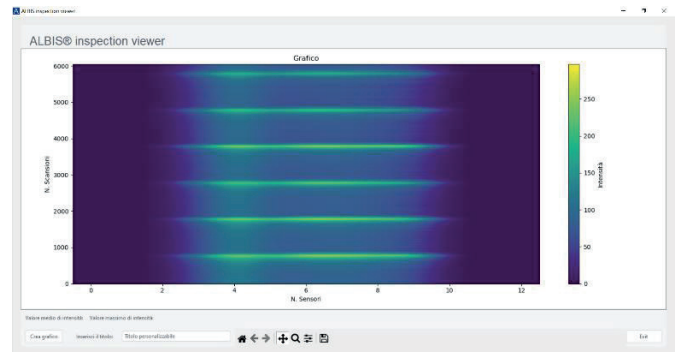 ALBIS® inspection viewer
ALBIS® inspection viewer
Grafico
6000
5000
4000
3000
2000
1000
0
N. Scansioni
0 2 4 6 8 10 12
N. Sensori
250
200
150
100
50
0
Intensità
Valore medio di intensità: Valore massimo di intensità:
Crea grafico Inserisci il titolo: Titolo personalizzabile Exit